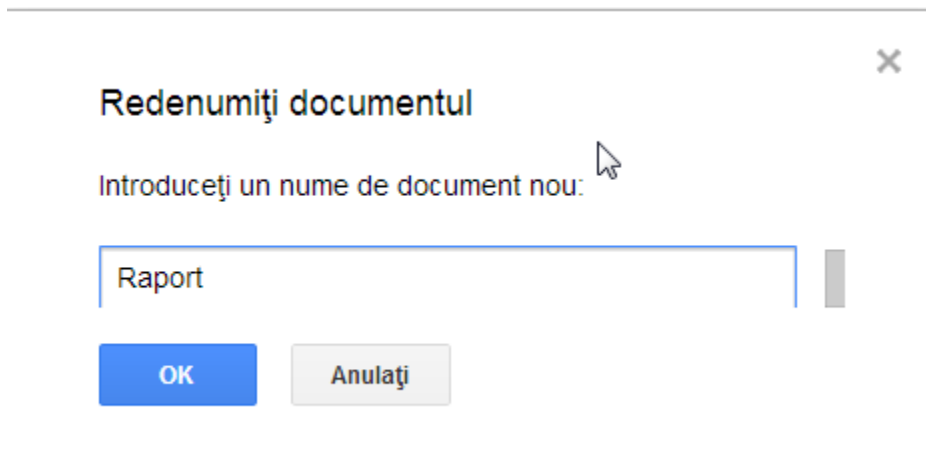 Redenumiţi documentul
Introduceţi un nume de document nou:
Raport
OK Anulaţi